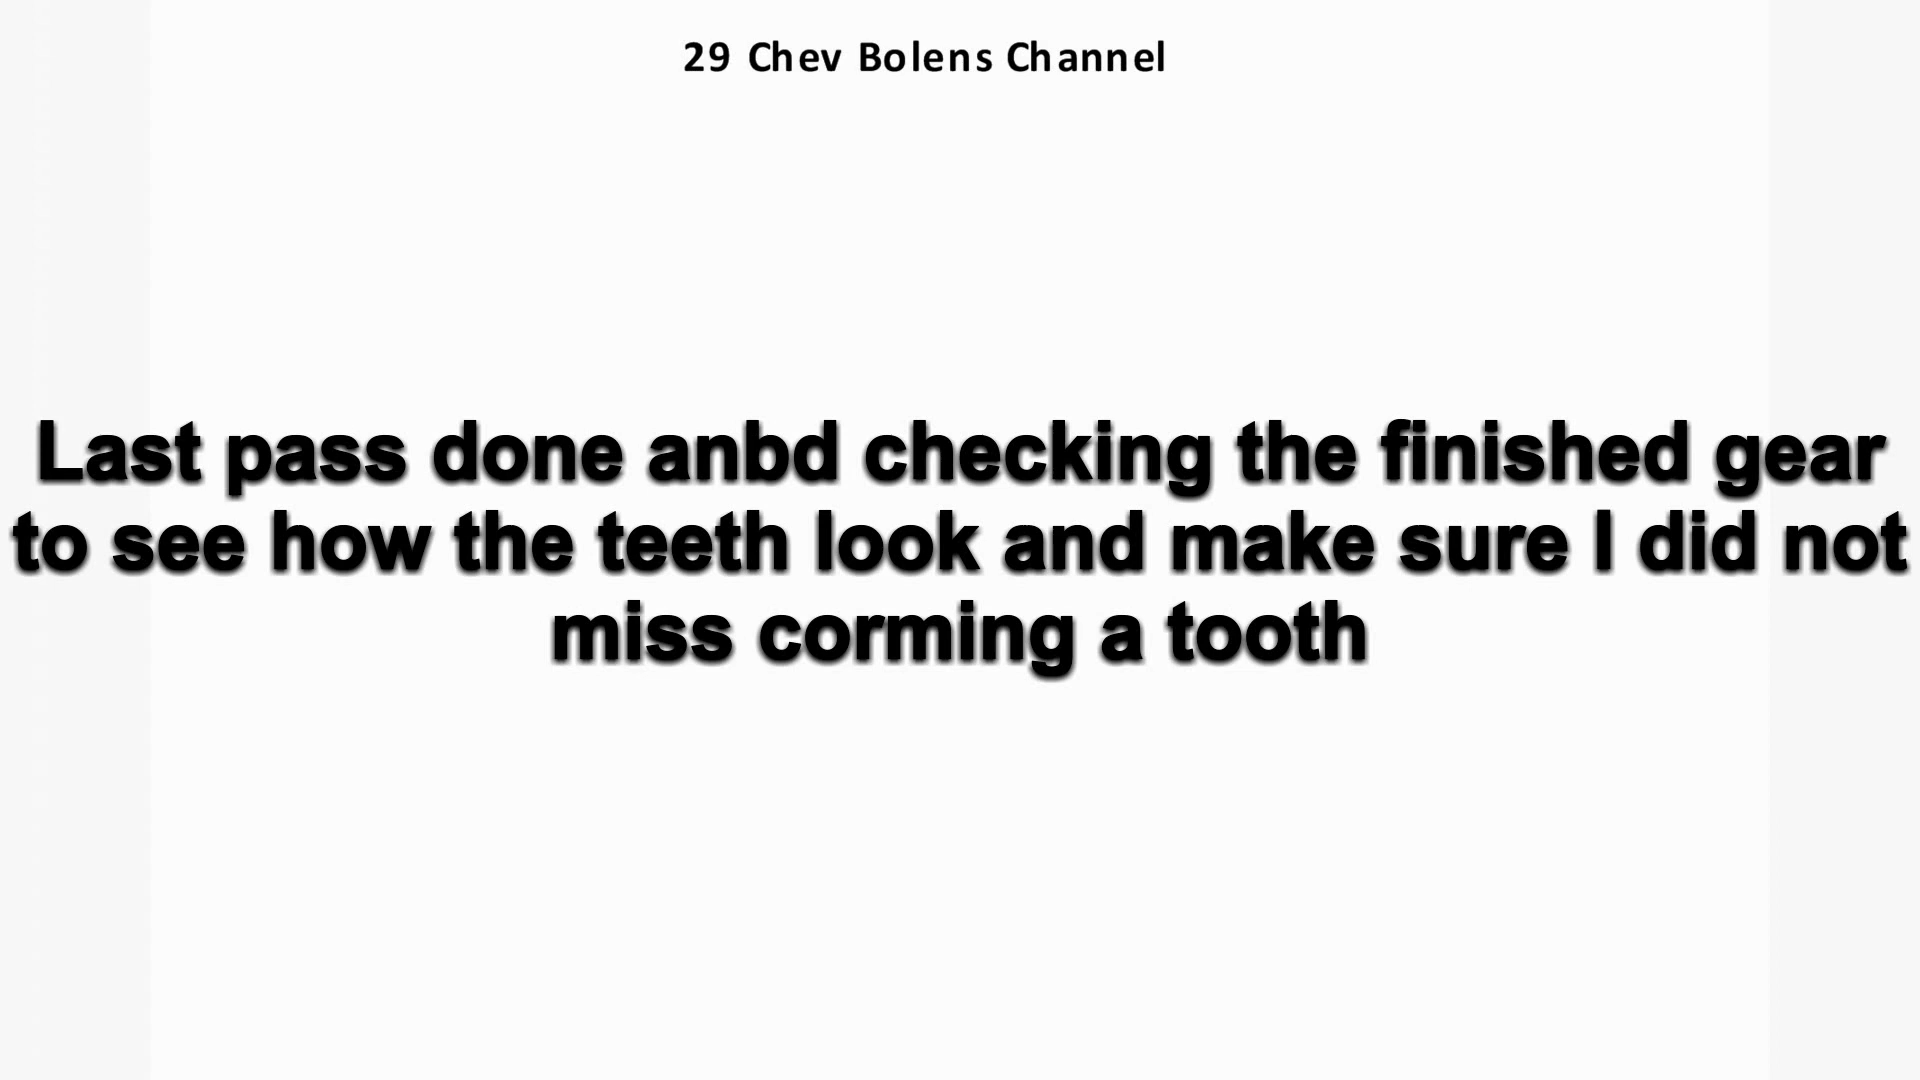 29 Chev Bolens Channel
Last pass done anbd checking the finished gear
to see how the teeth look and make sure I did not
miss corming a tooth